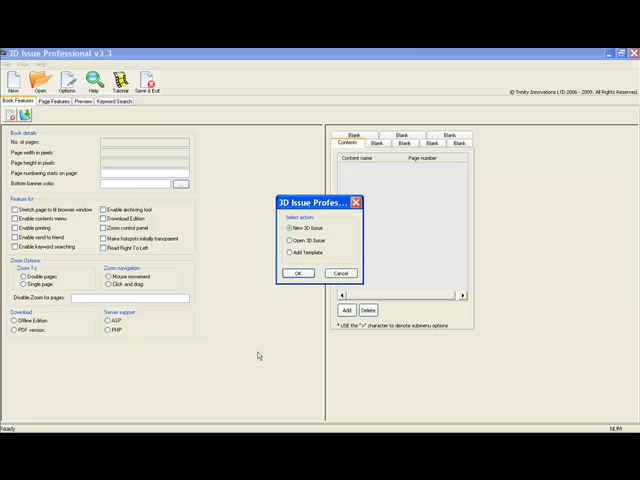 3D Issue Professional v3.3
File View Help
New Open Options Help Tutorial Save & Exit
© Trinity Innovations LTD 2006 - 2009. All Rights Reserved.
Book Features Page Features Preview Keyword Search
Book details
No. of pages:
Page width in pixels:
Page height in pixels:
Page numbering starts on page:
Bottom banner color: ...
Feature list
Stretch page to fit browser window Enable archiving tool
Enable contents menu Download Edition
Enable printing Zoom control panel
Enable send to friend Make hotspots initially transparent
Enable keyword searching Read Right To Left
Zoom Options
Zoom To: Zoom navigation:
Double pages Mouse movement
Single page Click and drag
Disable Zoom for pages:
Download Server support
Offline Edition ASP
PDF version PHP
3D Issue Profes...
Select action:
New 3D Issue
Open 3D Issue
Add Template
OK Cancel
Blank Blank Blank
Contents Blank Blank Blank Blank
Content name Page number
Add Delete
* USE the ">" character to denote submenu options
Ready NUM